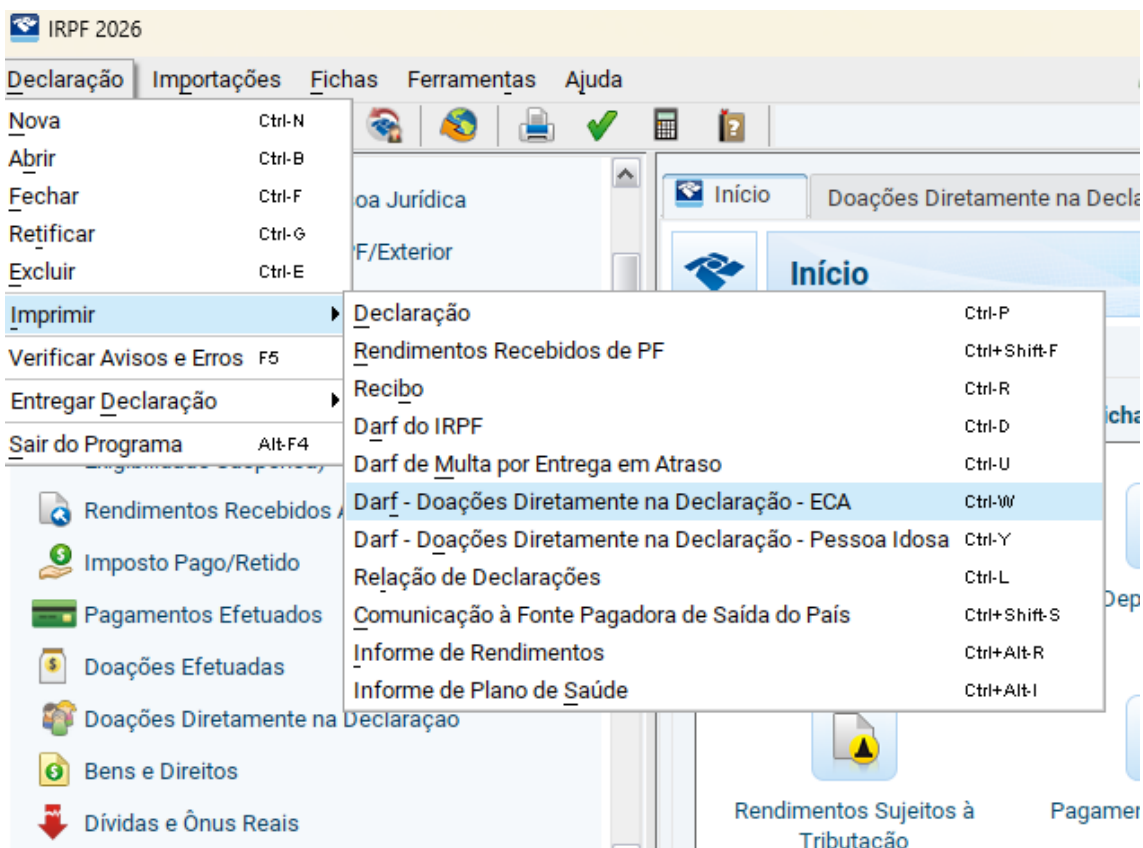 IRPF 2026
Declaração Importações Fichas Ferramentas Ajuda
Nova Ctrl-N
Abrir Ctrl-B
Fechar Ctrl-F
Retificar Ctrl-G
Excluir Ctrl-E
Imprimir
Verificar Avisos e Erros F5
Entregar Declaração
Sair do Programa Alt-F4
Jurídica
F/Exterior
Início Doações Diretamente na
Início
Declaração Ctrl-P
Rendimentos Recebidos de PF Ctrl+Shift-F
Recibo Ctrl-R
Darf do IRPF Ctrl-D
Darf de Multa por Entrega em Atraso Ctrl-U
Darf - Doações Diretamente na Declaração - ECA Ctrl-W
Darf - Doações Diretamente na Declaração - Pessoa Idosa Ctrl-Y
Relação de Declarações Ctrl-L
Comunicação à Fonte Pagadora de Saída do País Ctrl+Shift-S
Informe de Rendimentos Ctrl+Alt-R
Informe de Plano de Saúde Ctrl+Alt-I
Rendimentos Recebidos
Imposto Pago/Retido
Pagamentos Efetuados
Doações Efetuadas
Doações Diretamente na Declaração
Bens e Direitos
Dívidas e Ônus Reais
Rendimentos Sujeitos à
Tributação